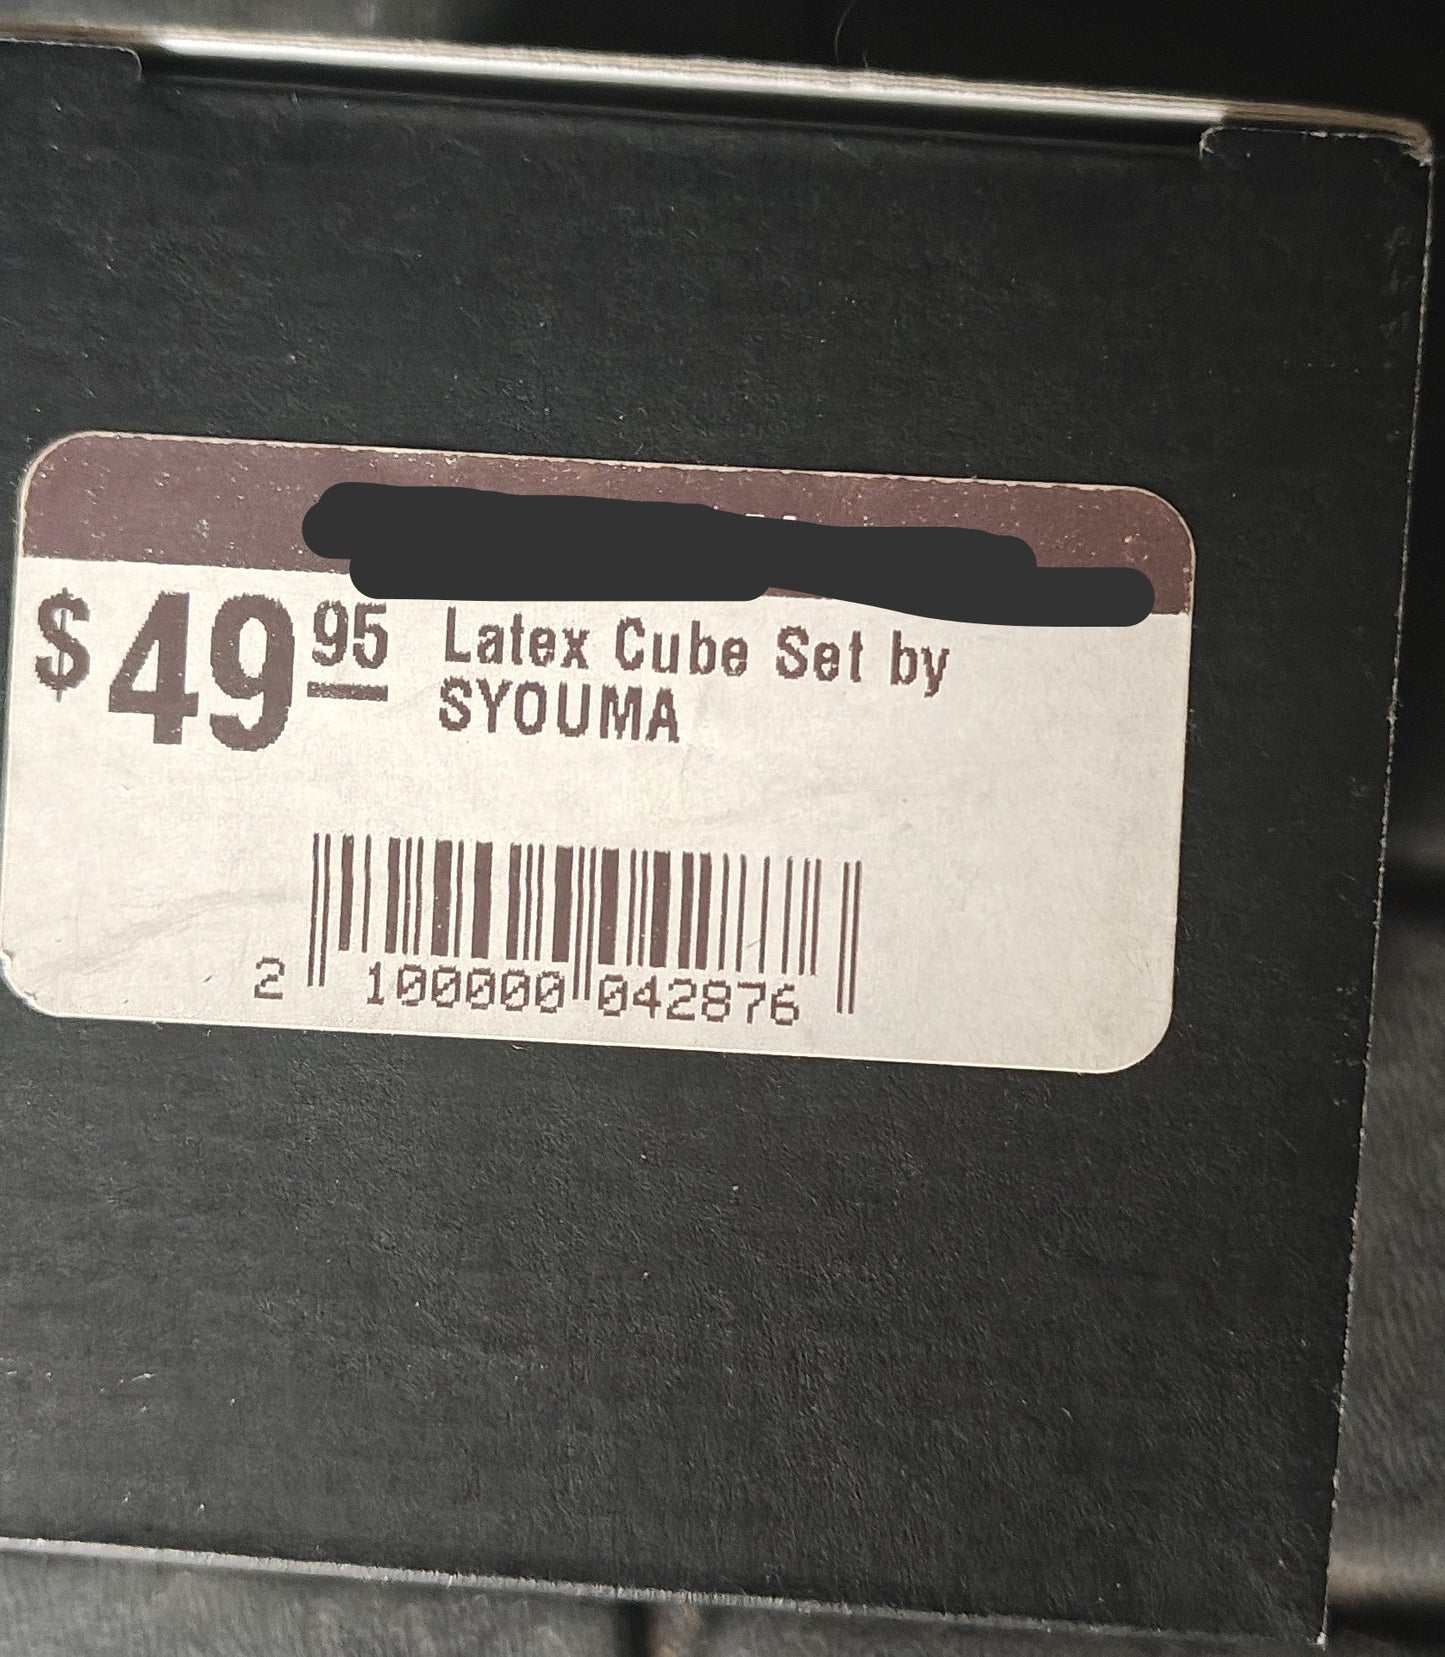 $49 95 Latex Cube Set by
SYOUMA
2 100000 042876